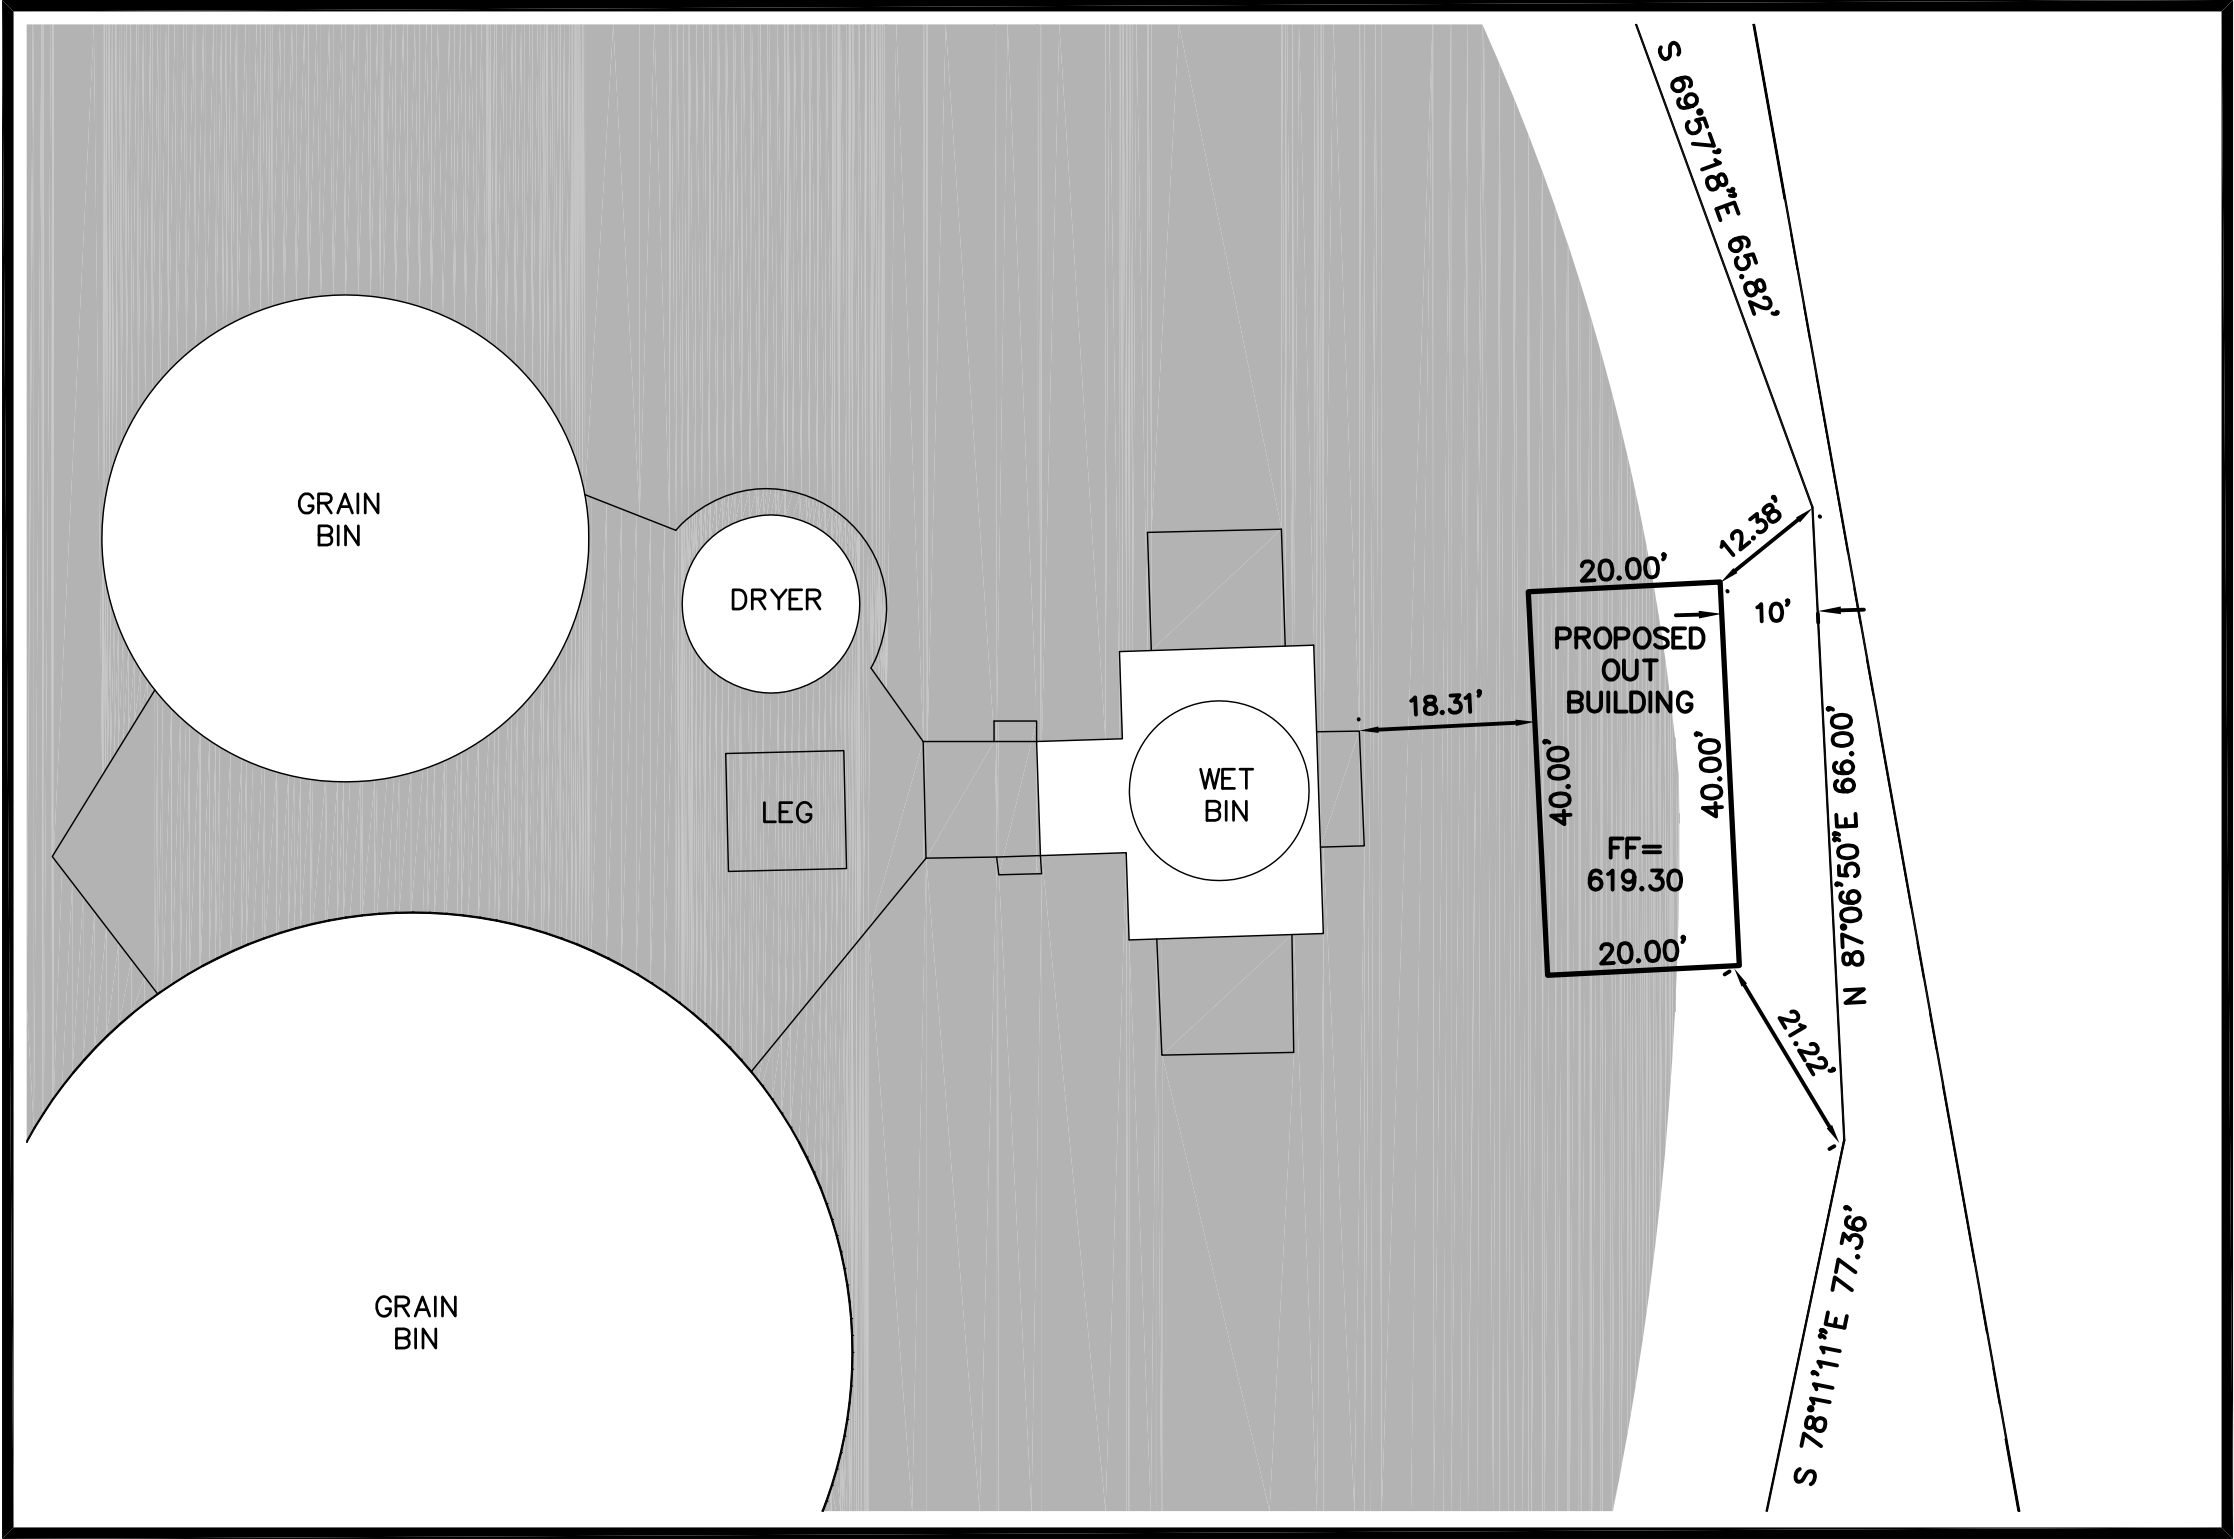 S 69°57'18"E 65.82'
GRAIN
BIN
DRYER
12.38'
20.00'
10'
PROPOSED
OUT
BUILDING
18.31'
40.00'
40.00'
LEG
WET
BIN
FF=
619.30
20.00'
N 87°06'50"E 66.00'
21.22'
S 78°11'11"E 77.36'
GRAIN
BIN